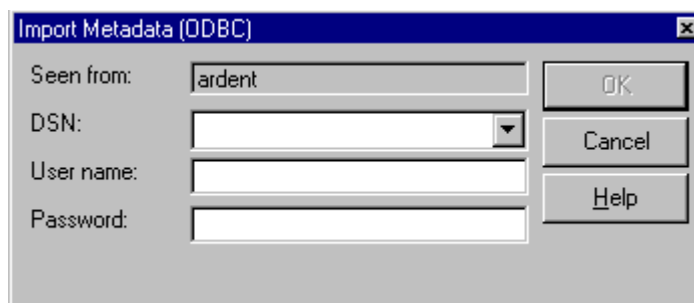 Import Metadata (ODBC)
Seen from: ardent OK
DSN:
Cancel
User name:
Help
Password: